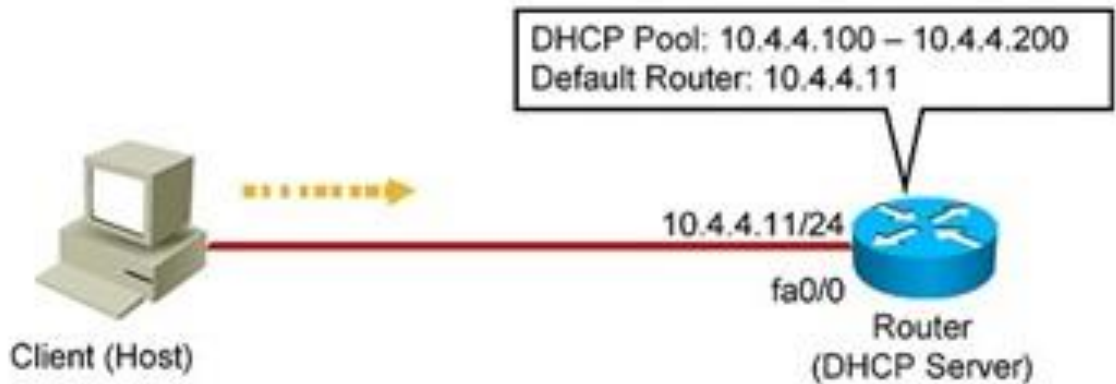 DHCP Pool: 10.4.4.100 – 10.4.4.200
Default Router: 10.4.4.11
10.4.4.11/24
fa0/0
Client (Host)
Router
(DHCP Server)